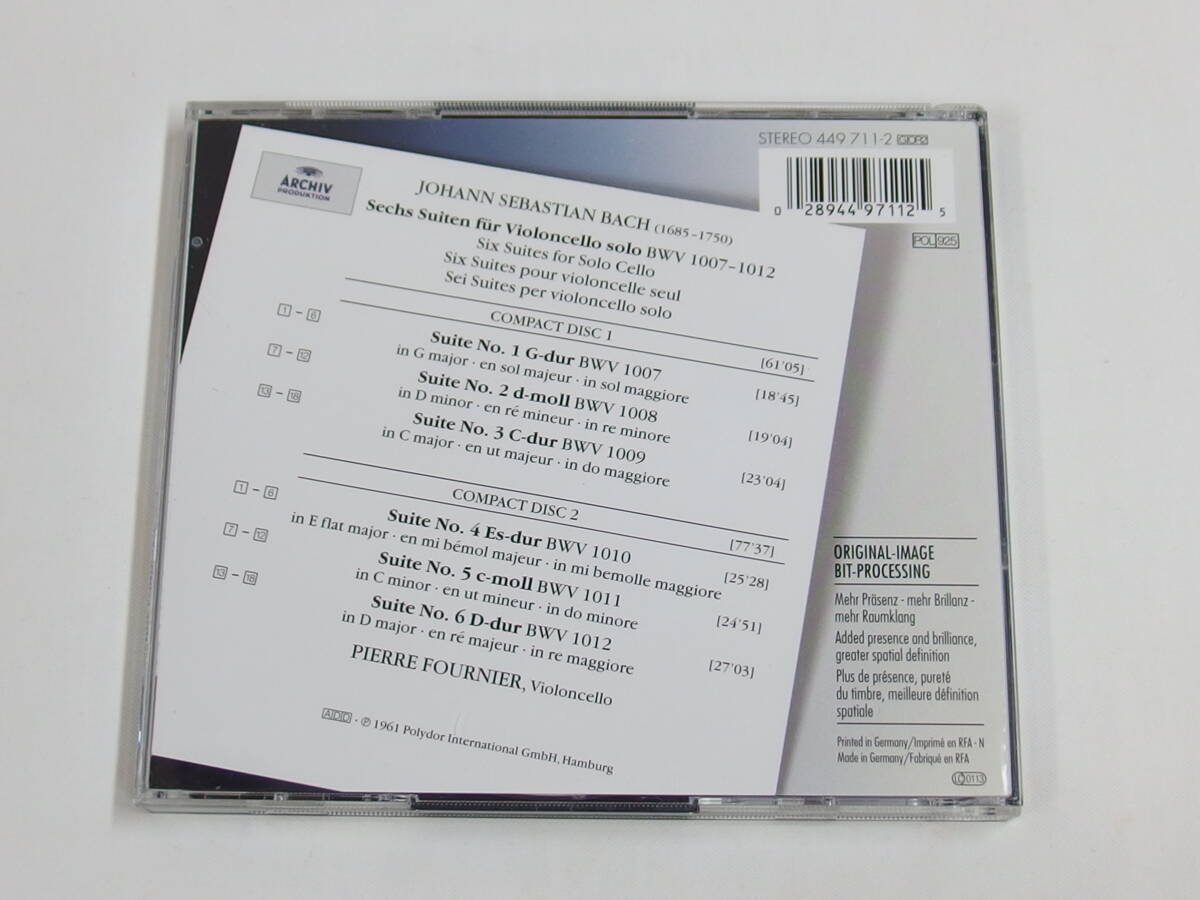 STEREO 449 711-2 GOR2
0 28944 97112 5
POL 925
ARCHIV
PRODUKTION
JOHANN SEBASTIAN BACH (1685–1750)
Sechs Suiten für Violoncello solo BWV 1007–1012
Six Suites for Solo Cello
Six Suites pour violoncelle seul
Sei Suites per violoncello solo
COMPACT DISC 1 [61'05]
1 – 6 Suite No. 1 G-dur BWV 1007
in G major · en sol majeur · in sol maggiore [18'45]
7 – 12 Suite No. 2 d-moll BWV 1008
in D minor · en ré mineur · in re minore [19'04]
13 – 18 Suite No. 3 C-dur BWV 1009
in C major · en ut majeur · in do maggiore [23'04]
COMPACT DISC 2 [77'37]
1 – 6 Suite No. 4 Es-dur BWV 1010
in E flat major · en mi bémol majeur · in mi bemolle maggiore [25'28]
7 – 12 Suite No. 5 c-moll BWV 1011
in C minor · en ut mineur · in do minore [24'51]
13 – 18 Suite No. 6 D-dur BWV 1012
in D major · en ré majeur · in re maggiore [27'03]
PIERRE FOURNIER, Violoncello
ADD · ℗ 1961 Polydor International GmbH, Hamburg
ORIGINAL-IMAGE
BIT-PROCESSING
Mehr Präsenz - mehr Brillanz -
mehr Raumklang
Added presence and brilliance,
greater spatial definition
Plus de présence, pureté
du timbre, meilleure définition
spatiale
Printed in Germany/Imprimé en RFA - N
Made in Germany/Fabriqué en RFA
LC 0113